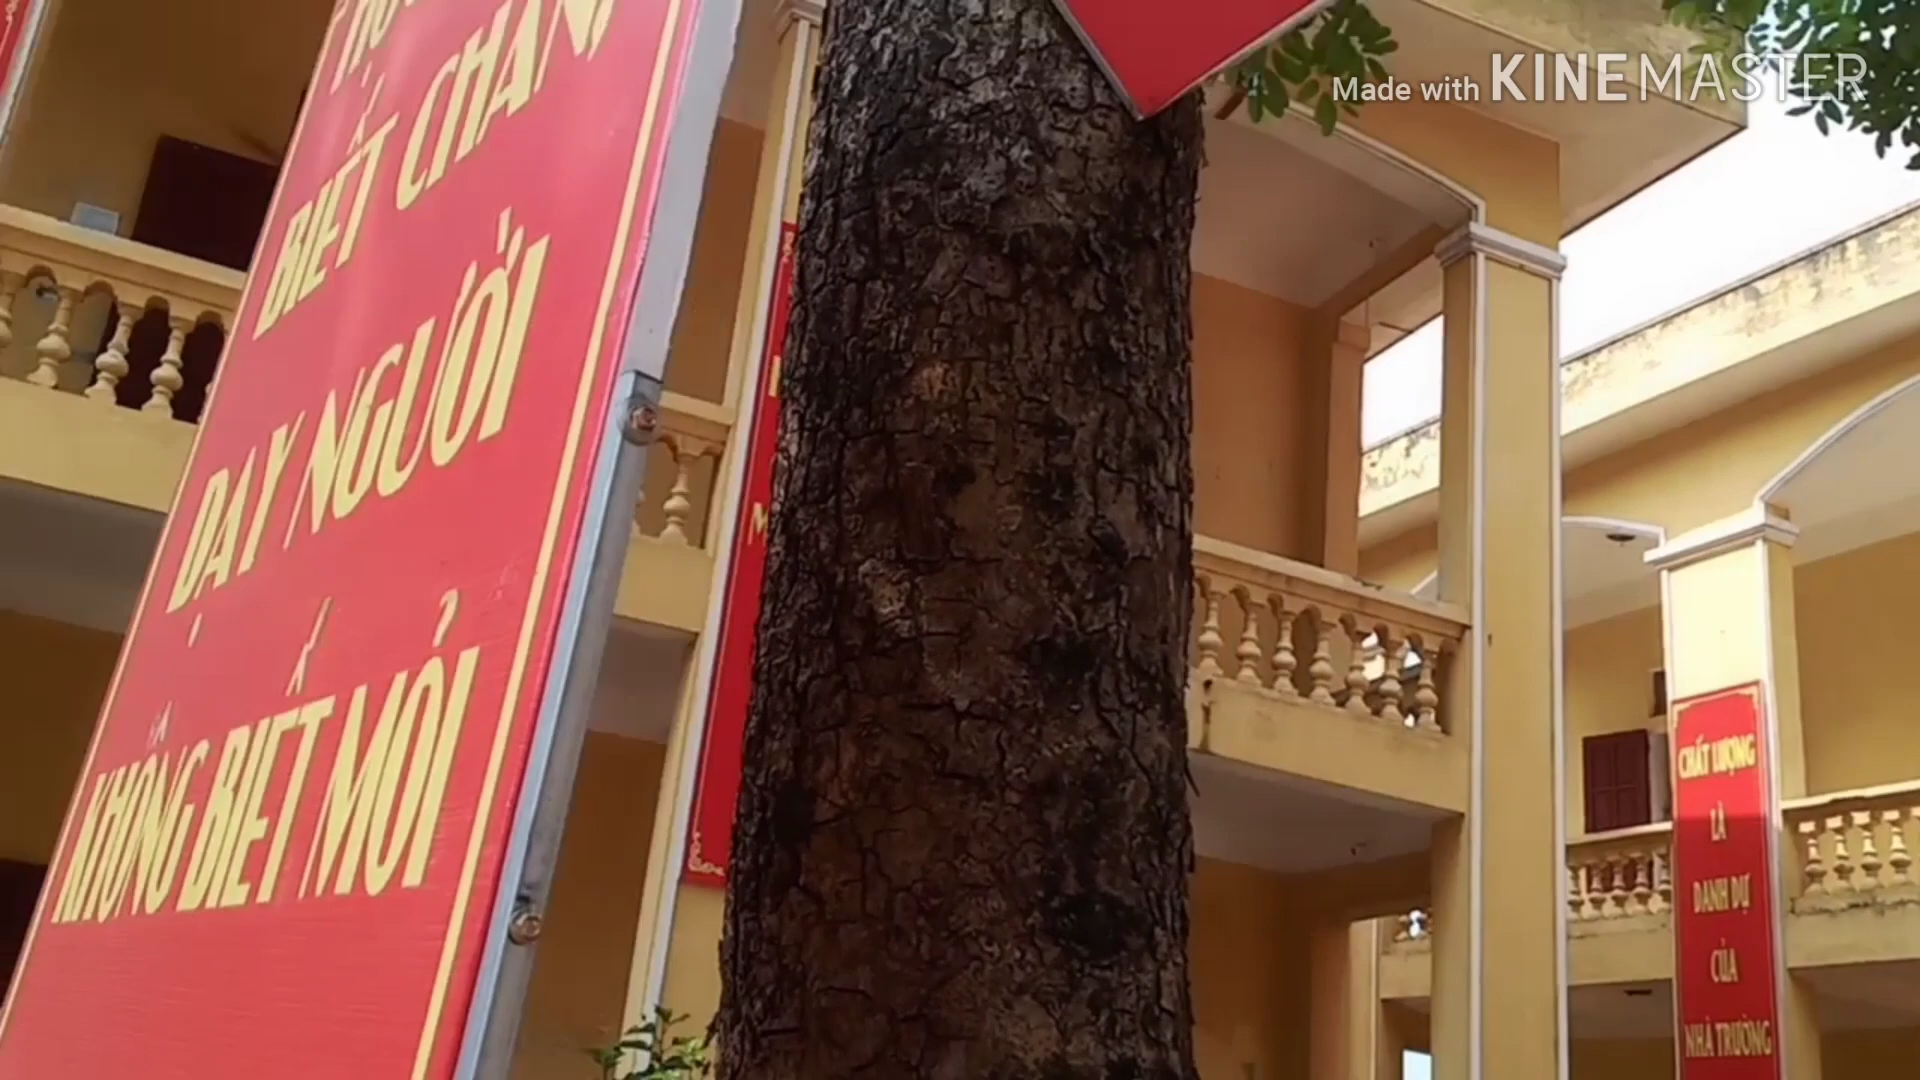 Made with KINEMASTER
BIẾT CHÁN,
DẠY NGƯỜI
KHÔNG BIẾT MỎI
CHẤT LƯỢNG
LÀ
DANH DỰ
CỦA
NHÀ TRƯỜNG